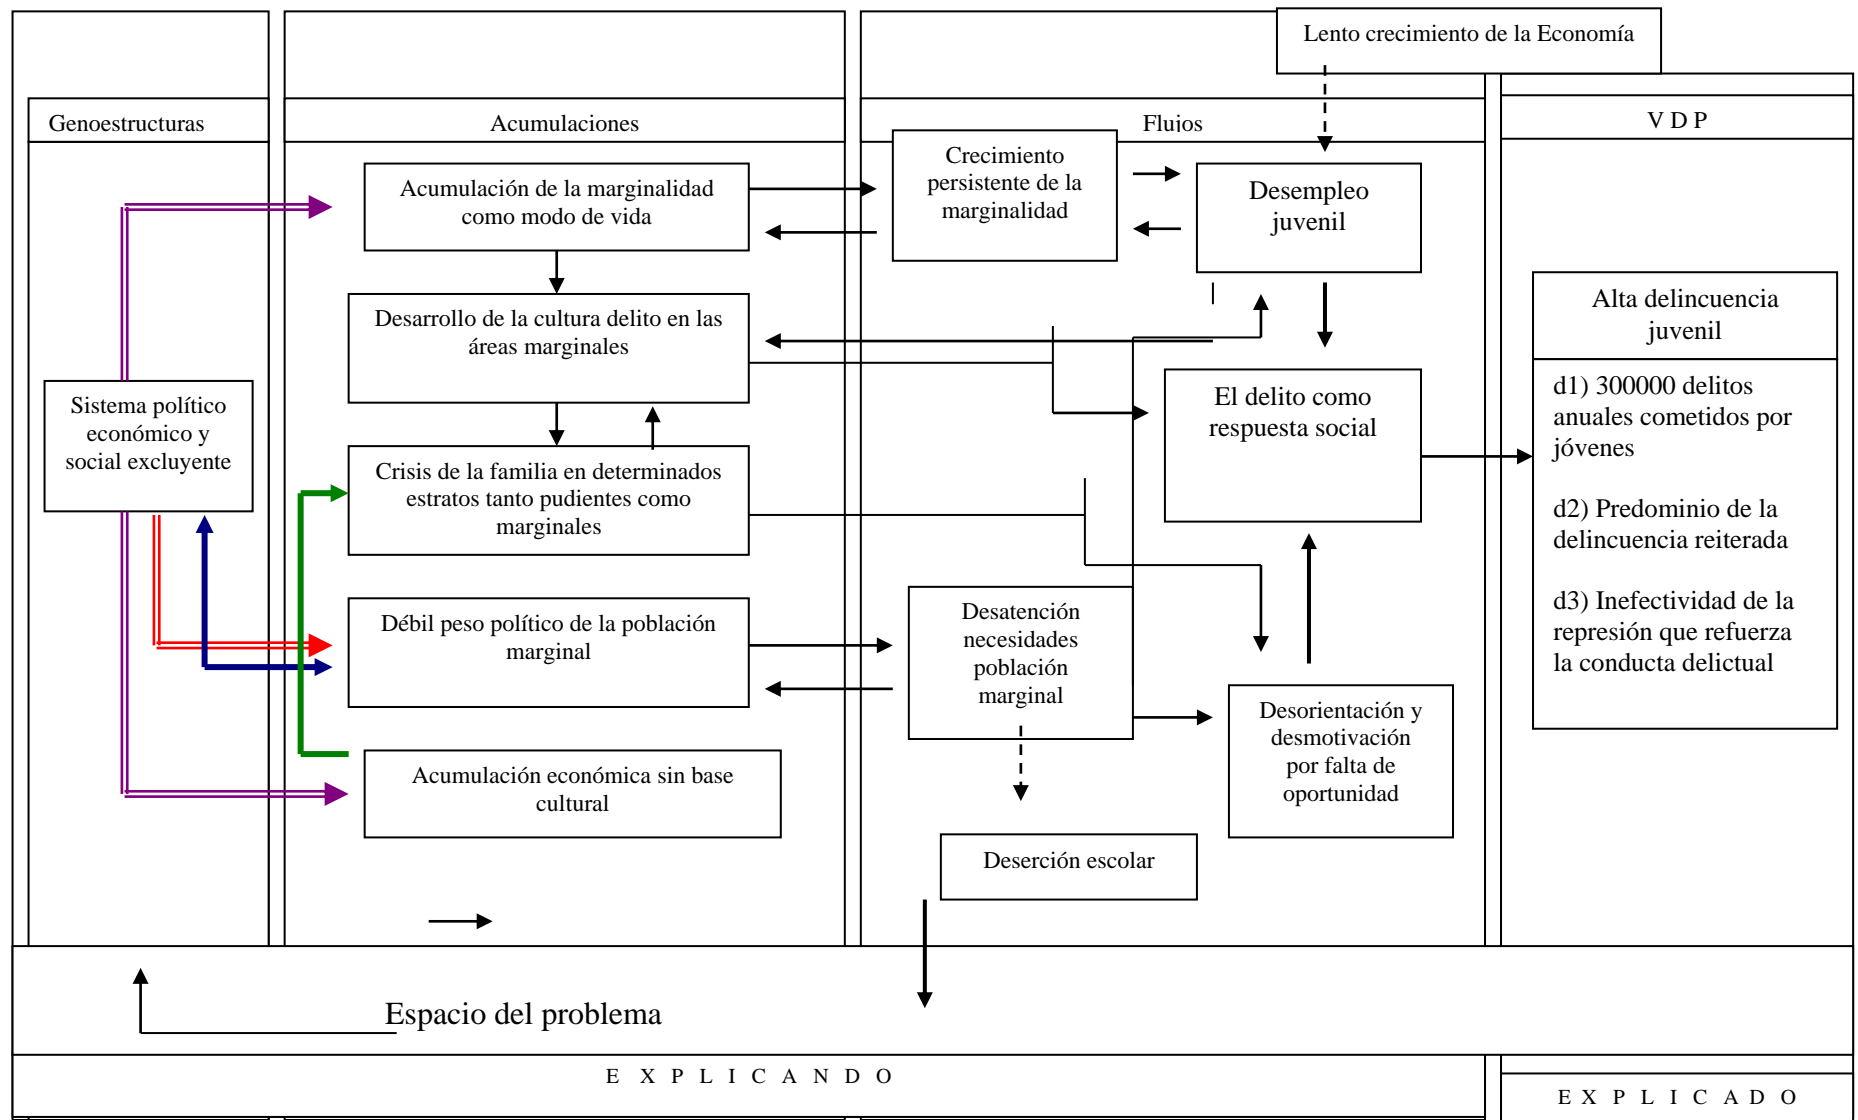 Lento crecimiento de la Economía
Genoestructuras
Acumulaciones
Flujos
V D P
Acumulación de la marginalidad
como modo de vida
Crecimiento
persistente de la
marginalidad
Desempleo
juvenil
Desarrollo de la cultura delito en las
áreas marginales
Alta delincuencia
juvenil
Sistema político
económico y
social excluyente
El delito como
respuesta social
d1) 300000 delitos
anuales cometidos por
jóvenes
d2) Predominio de la
delincuencia reiterada
d3) Inefectividad de la
represión que refuerza
la conducta delictual
Crisis de la familia en determinados
estratos tanto pudientes como
marginales
Débil peso político de la población
marginal
Desatención
necesidades
población
marginal
Desorientación y
desmotivación
por falta de
oportunidad
Acumulación económica sin base
cultural
Deserción escolar
Espacio del problema
E X P L I C A N D O
E X P L I C A D O